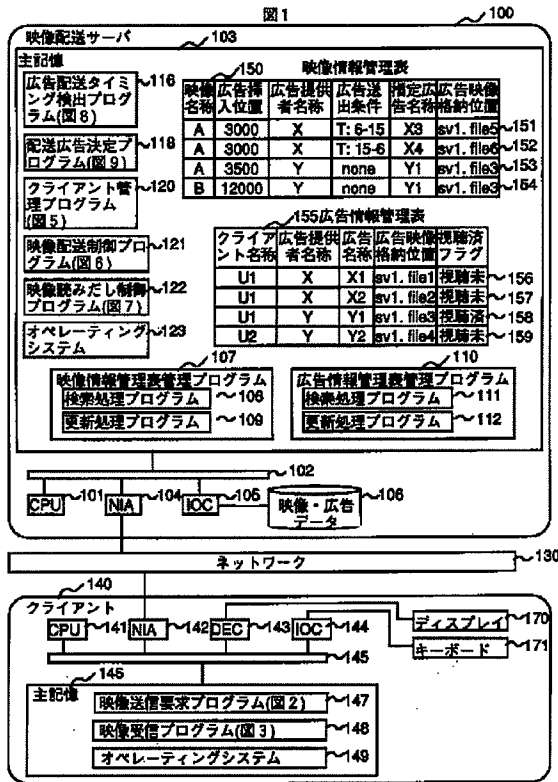 図1
100
映像配送サーバ
103
主記憶
広告配送タイミング検出プログラム(図8)
116
配送広告決定プログラム(図9)
118
クライアント管理プログラム(図5)
120
映像配送制御プログラム(図6)
121
映像読みだし制御プログラム(図7)
122
オペレーティングシステム
123
150
映像情報管理表
映像名称 広告挿入位置 広告提供者名称 広告送出条件 指定広告名称 広告映像格納位置
A 3000 X T: 6-15 X3 sv1.file5 151
A 3000 X T: 15-6 X4 sv1.file6 152
A 3500 Y none Y1 sv1.file3 153
B 12000 Y none Y1 sv1.file3 154
155広告情報管理表
クライアント名称 広告提供者名称 広告名称 広告映像格納位置 視聴済フラグ
U1 X X1 sv1.file1 視聴未 156
U1 X X2 sv1.file2 視聴未 157
U1 Y Y1 sv1.file3 視聴済 158
U2 Y Y2 sv1.file4 視聴未 159
107
映像情報管理表管理プログラム
検索処理プログラム 108
更新処理プログラム 109
110
広告情報管理表管理プログラム
検索処理プログラム 111
更新処理プログラム 112
102
CPU 101 NIA 104 IOC 105
映像・広告データ
106
ネットワーク 130
140
クライアント
CPU 141 NIA 142 DEC 143 IOC 144
ディスプレイ 170
キーボード 171
145
146
主記憶
映像送信要求プログラム(図2) 147
映像受信プログラム(図3) 148
オペレーティングシステム 149